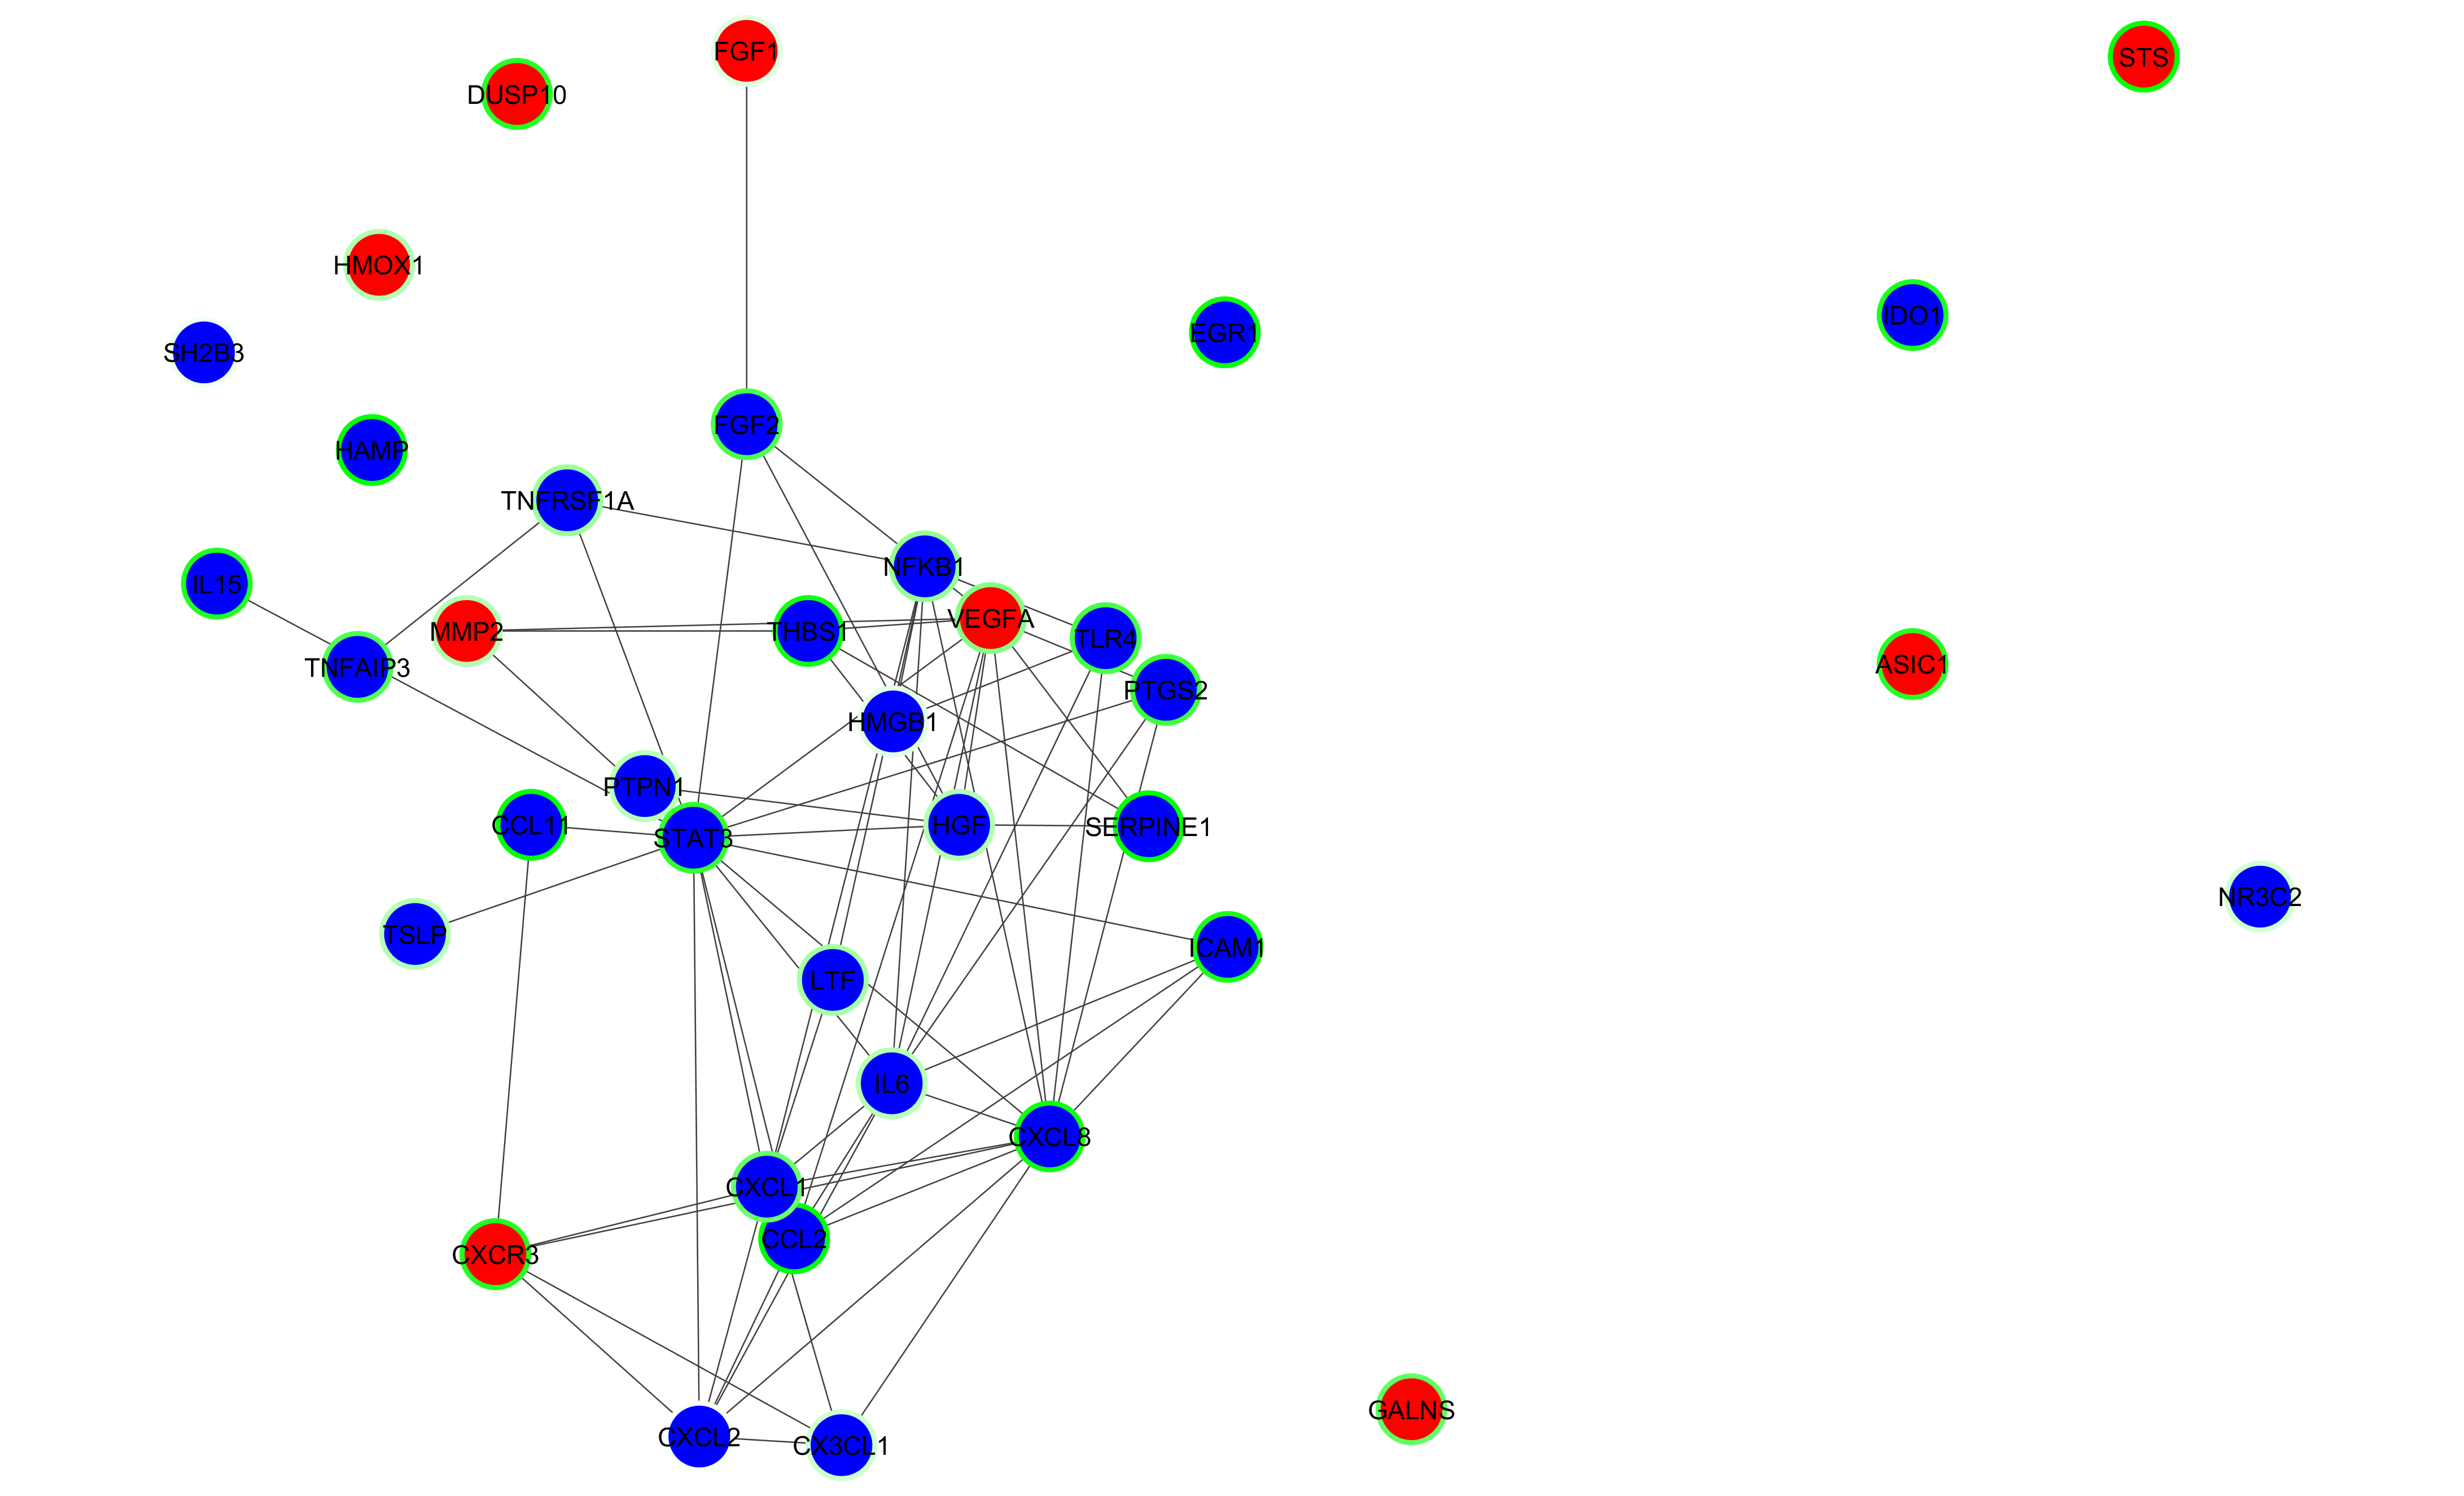 FGF1
STS
DUSP10
HMOX1
IDO1
EGR1
SH2B3
FGF2
HAMP
TNFRSF1A
NFKB1
IL15
VEGFA
MMP2
THBS1
TLR4
ASIC1
TNFAIP3
PTGS2
HMGB1
PTPN1
CCL11
HGF
SERPINE1
STAT3
NR3C2
TSLP
ICAM1
LTF
IL6
CXCL8
CXCL1
CCL2
CXCR3
GALNS
CXCL2
CX3CL1